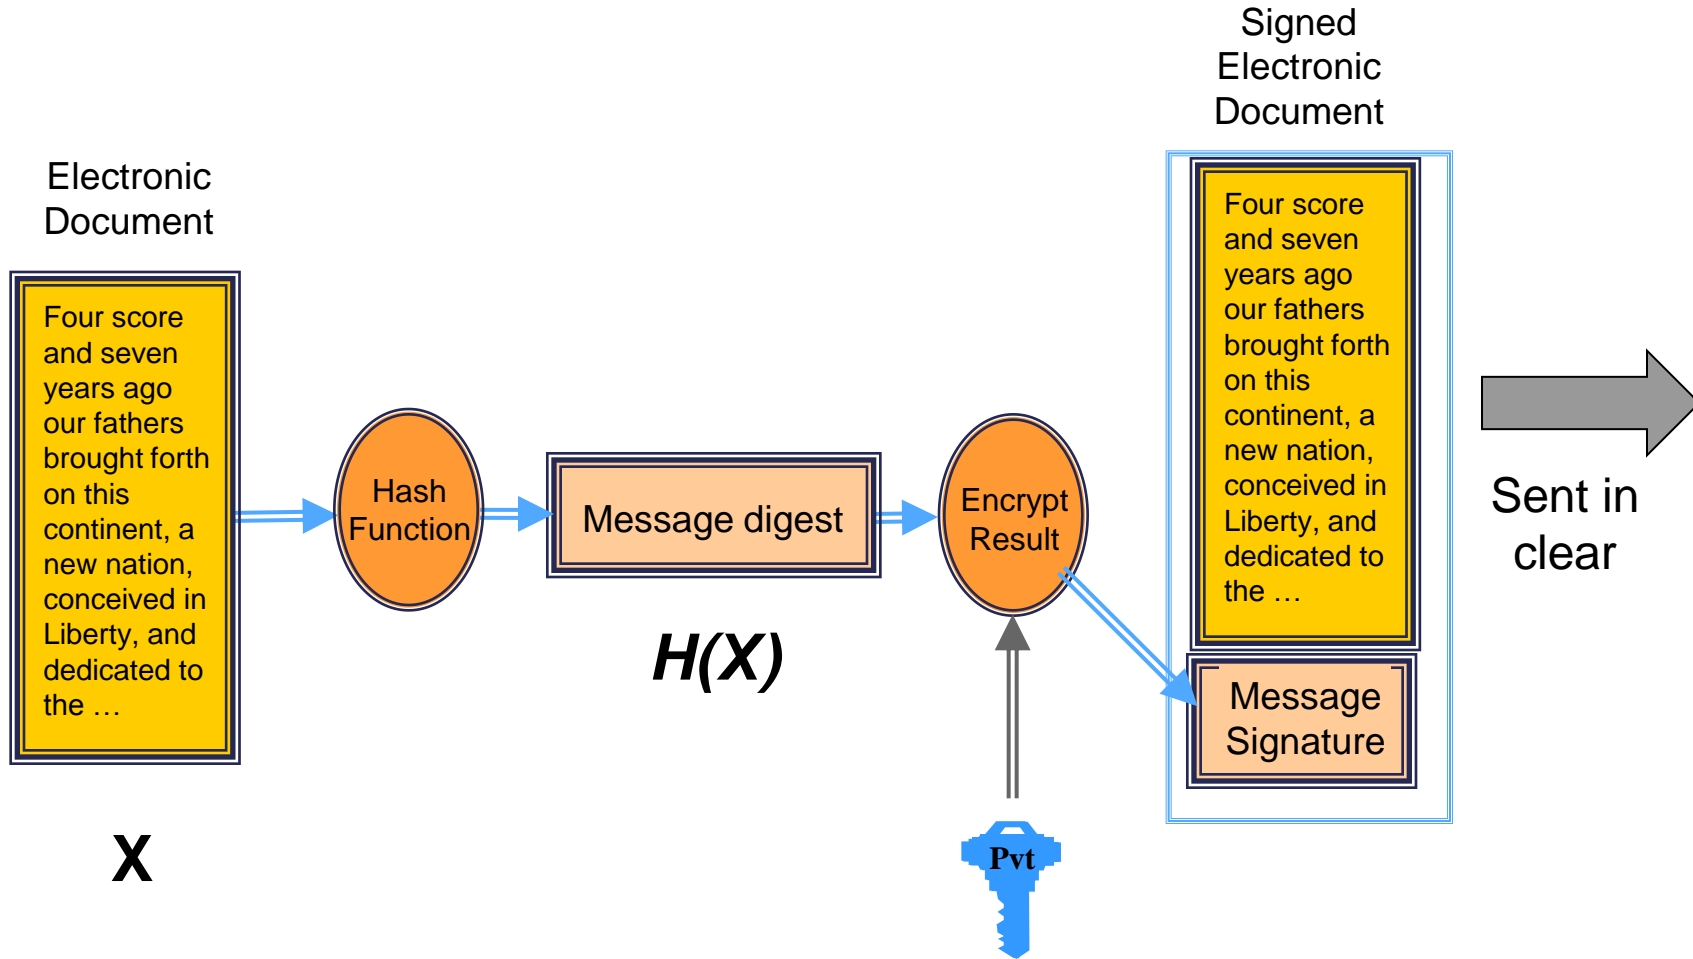 Electronic
Document
Four score
and seven
years ago
our fathers
brought forth
on this
continent, a
new nation,
conceived in
Liberty, and
dedicated to
the …
X
Hash
Function
Message digest
H(X)
Encrypt
Result
Pvt
Signed
Electronic
Document
Four score
and seven
years ago
our fathers
brought forth
on this
continent, a
new nation,
conceived in
Liberty, and
dedicated to
the …
Message
Signature
Sent in
clear